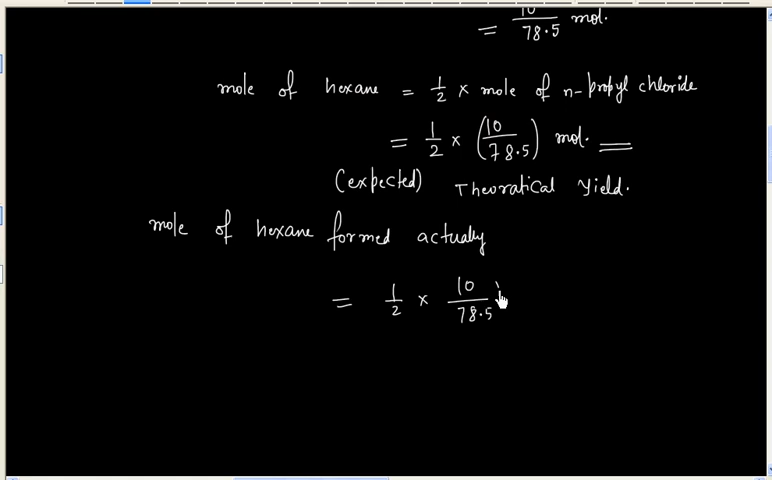 = 10/78.5 mol.
mole of hexane = 1/2 × mole of n-propyl chloride
= 1/2 × (10/78.5) mol.
(expected) Theoratical Yield.
mole of hexane formed actually
= 1/2 × 10/78.5